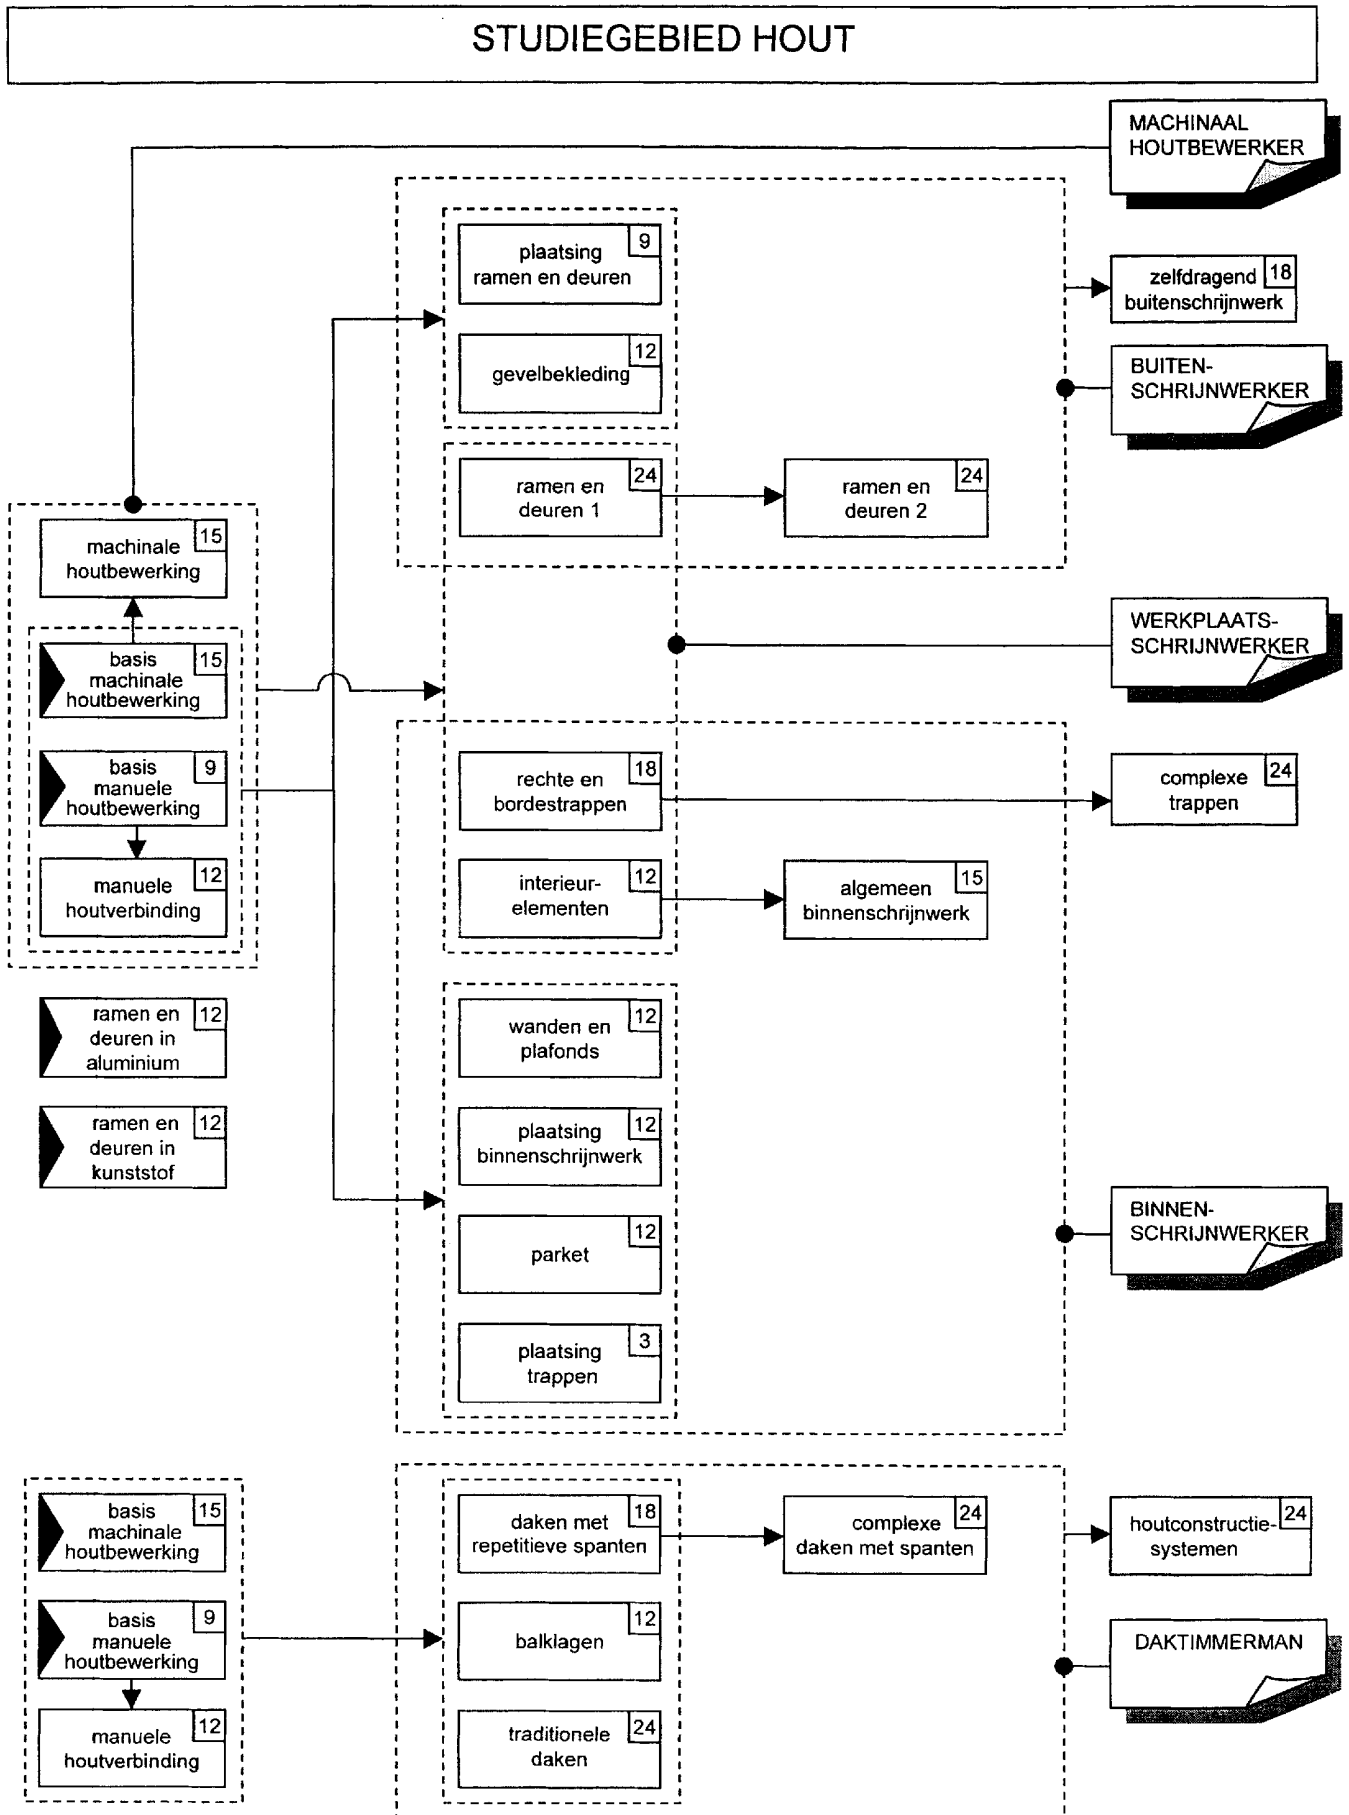 STUDIEGEBIED HOUT
MACHINAAL
HOUTBEWERKER
plaatsing
ramen en deuren
9
zelfdragend
buitenschrijnwerk
18
gevelbekleding
12
BUITEN-
SCHRIJNWERKER
ramen en
deuren 1
24
ramen en
deuren 2
24
machinale
houtbewerking
15
WERKPLAATS-
SCHRIJNWERKER
basis
machinale
houtbewerking
15
basis
manuele
houtbewerking
9
rechte en
bordestrappen
18
complexe
trappen
24
manuele
houtverbinding
12
interieur-
elementen
12
algemeen
binnenschrijnwerk
15
ramen en
deuren in
aluminium
12
wanden en
plafonds
12
ramen en
deuren in
kunststof
12
plaatsing
binnenschrijnwerk
12
parket
12
BINNEN-
SCHRIJNWERKER
plaatsing
trappen
3
basis
machinale
houtbewerking
15
daken met
repetitieve spanten
18
complexe
daken met spanten
24
houtconstructie-
systemen
24
basis
manuele
houtbewerking
9
balklagen
12
DAKTIMMERMAN
manuele
houtverbinding
12
traditionele
daken
24